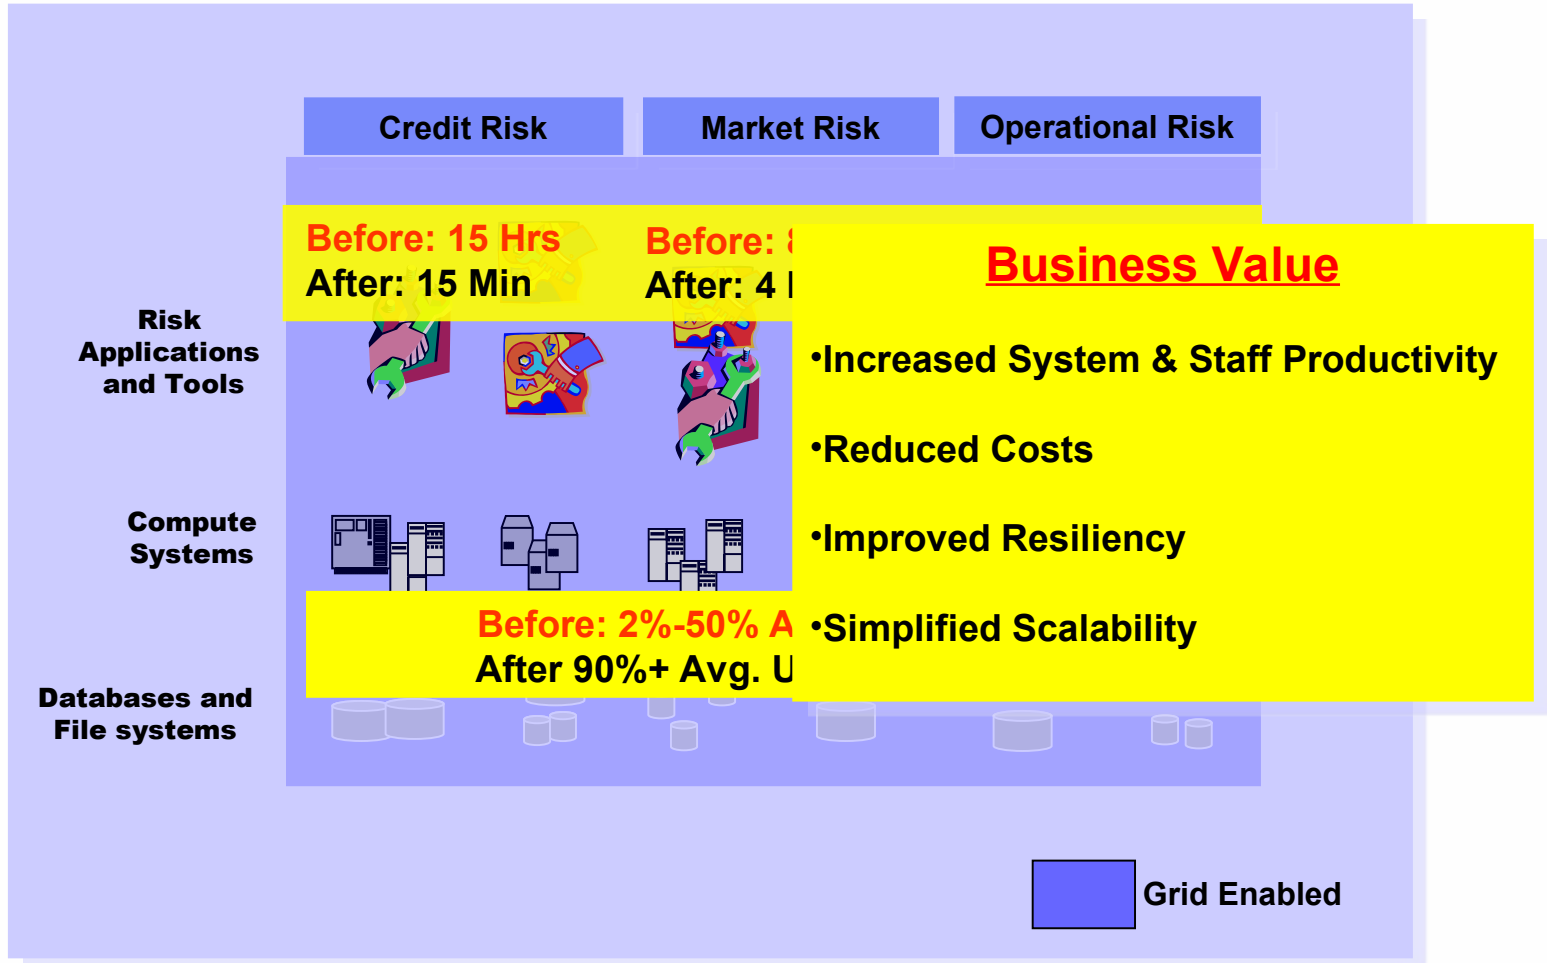 Credit Risk
Market Risk
Operational Risk
Before: 15 Hrs
After: 15 Min
Before:
After: 4
Business Value
•Increased System & Staff Productivity
•Reduced Costs
•Improved Resiliency
•Simplified Scalability
Risk
Applications
and Tools
Compute
Systems
Before: 2%-50%
After 90%+ Avg.
Databases and
File systems
Grid Enabled